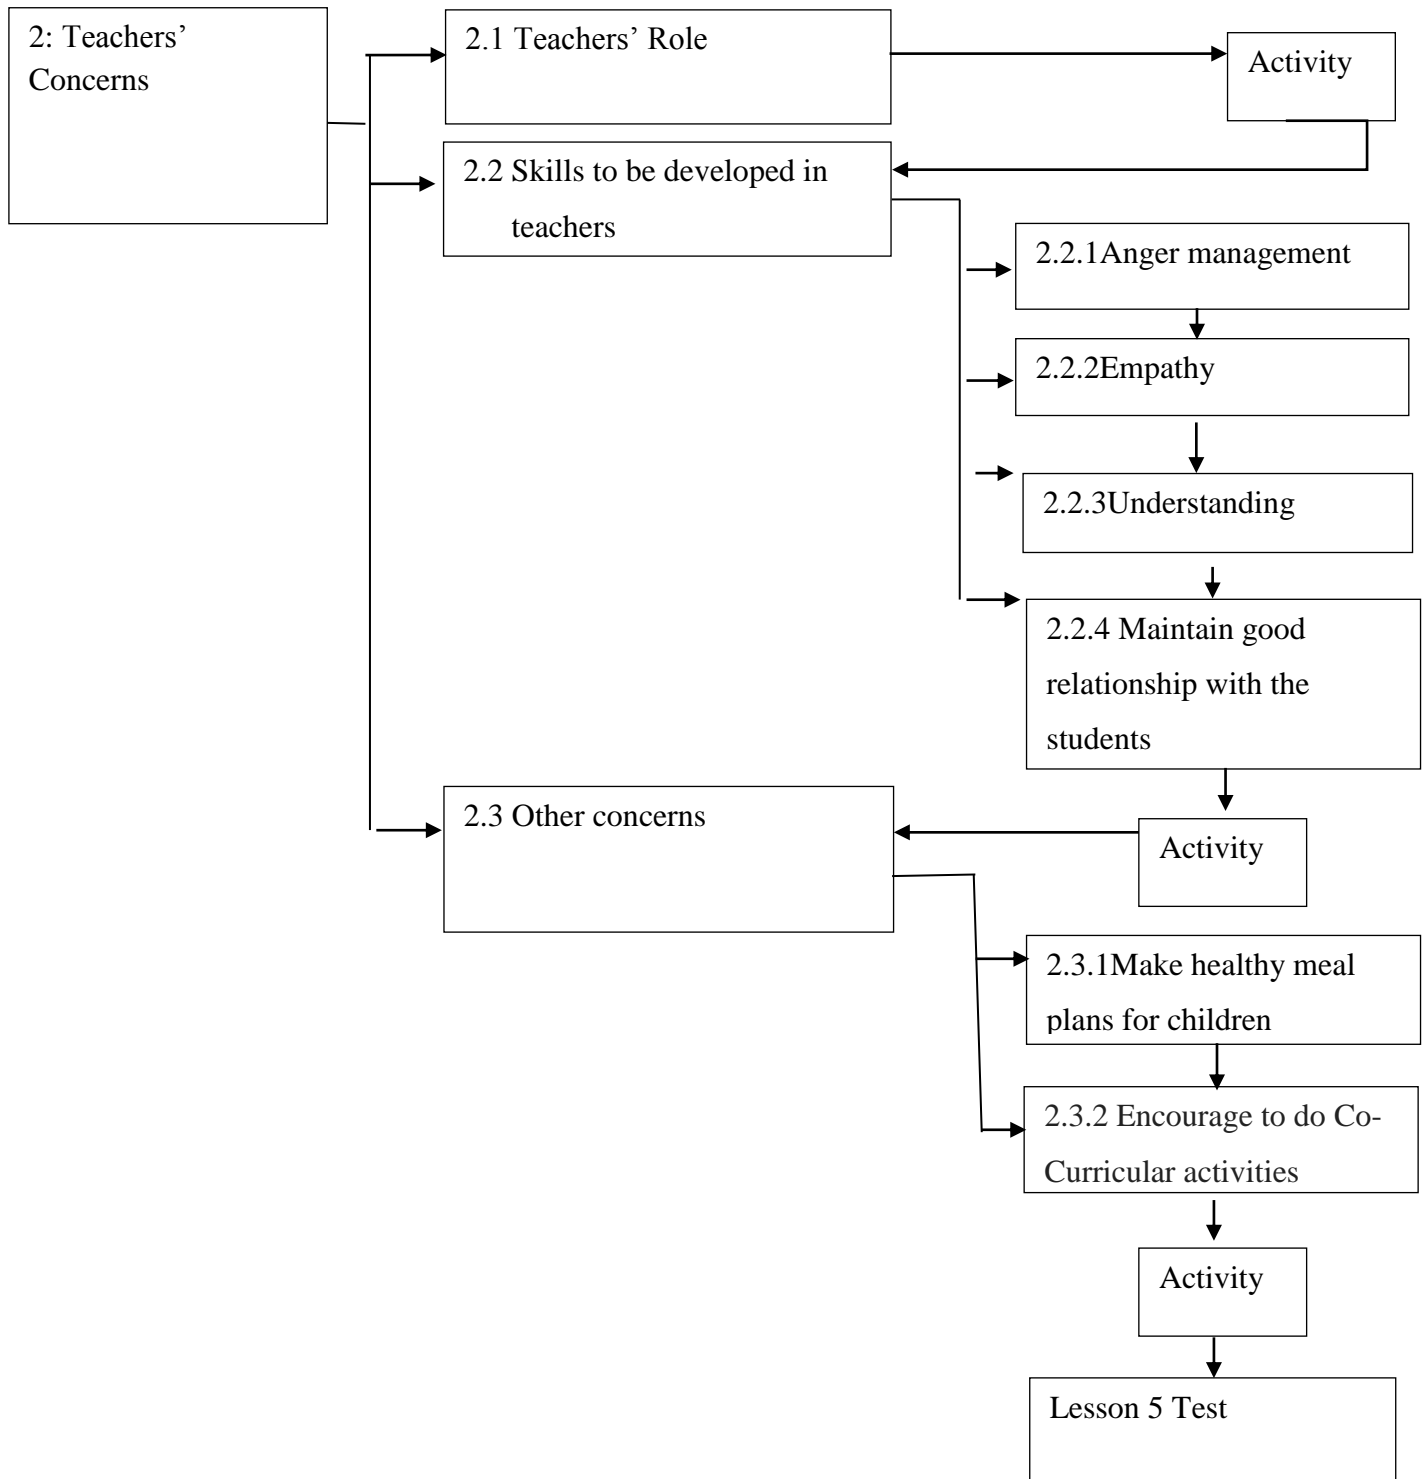 2: Teachers’
Concerns
2.1 Teachers’ Role
Activity
2.2 Skills to be developed in
teachers
2.2.1Anger management
2.2.2Empathy
2.2.3Understanding
2.2.4 Maintain good
relationship with the
students
2.3 Other concerns
Activity
2.3.1Make healthy meal
plans for children
2.3.2 Encourage to do Co-
Curricular activities
Activity
Lesson 5 Test